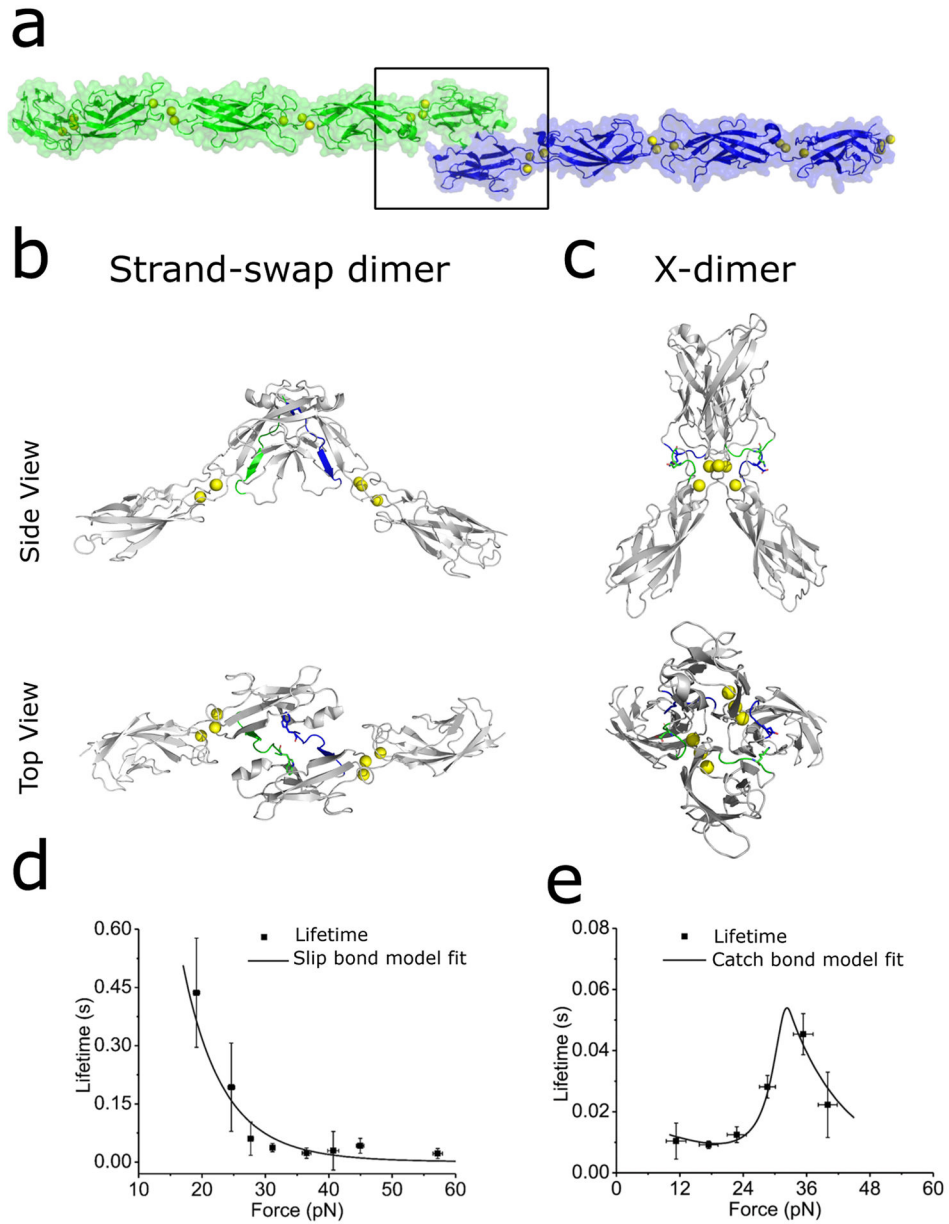 a
b Strand-swap dimer
c X-dimer
Side View
Top View
d
Lifetime (s)
0.60
0.45
0.30
0.15
0.00
Lifetime
Slip bond model fit
10 20 30 40 50 60
Force (pN)
e
Lifetime (s)
0.08
0.06
0.04
0.02
0.00
Lifetime
Catch bond model fit
0 12 24 36 48 60
Force (pN)